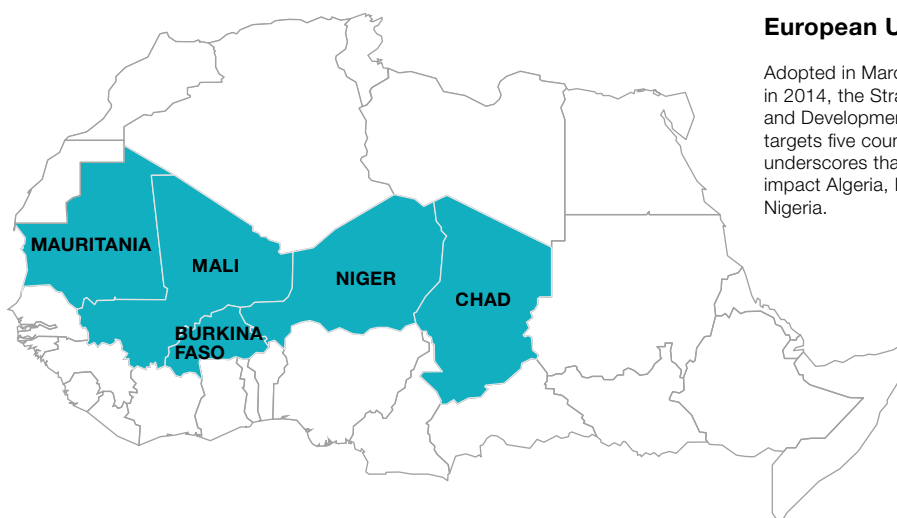 European U
Adopted in Marc
in 2014, the Stra
and Developmen
targets five coun
underscores tha
impact Algeria,
Nigeria.
MAURITANIA
MALI
NIGER
CHAD
BURKINA
FASO